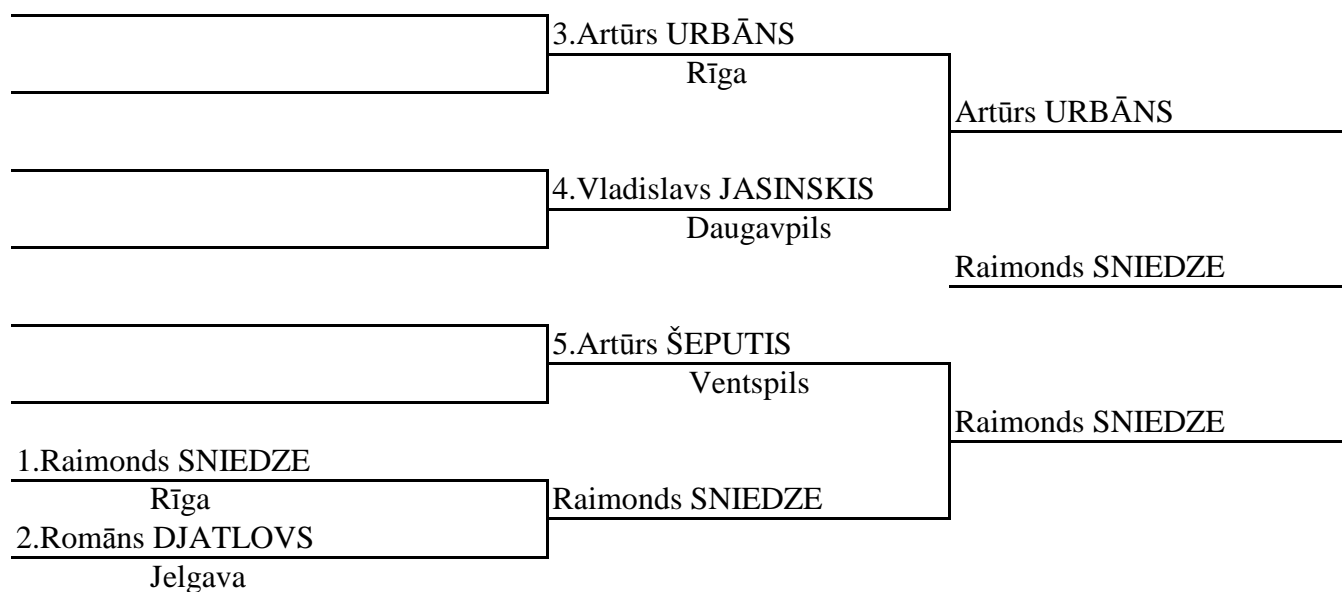 3.Artūrs URBĀNS
Rīga
Artūrs URBĀNS
4.Vladislavs JASINSKIS
Daugavpils
Raimonds SNIEDZE
5.Artūrs ŠEPUTIS
Ventspils
Raimonds SNIEDZE
1.Raimonds SNIEDZE
Rīga
Raimonds SNIEDZE
2.Romāns DJATLOVS
Jelgava